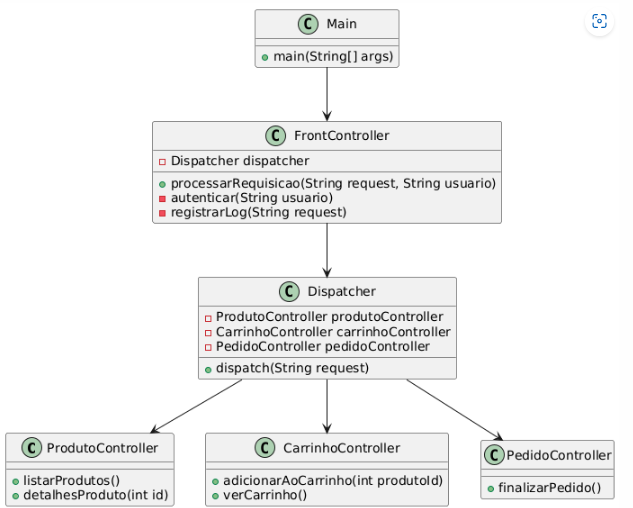 C Main
main(String[] args)
C FrontController
Dispatcher dispatcher
processarRequisicao(String request, String usuario)
autenticar(String usuario)
registrarLog(String request)
C Dispatcher
ProdutoController produtoController
CarrinhoController carrinhoController
PedidoController pedidoController
dispatch(String request)
C ProdutoController
listarProdutos()
detalhesProduto(int id)
C CarrinhoController
adicionarAoCarrinho(int produtoId)
verCarrinho()
C PedidoController
finalizarPedido()